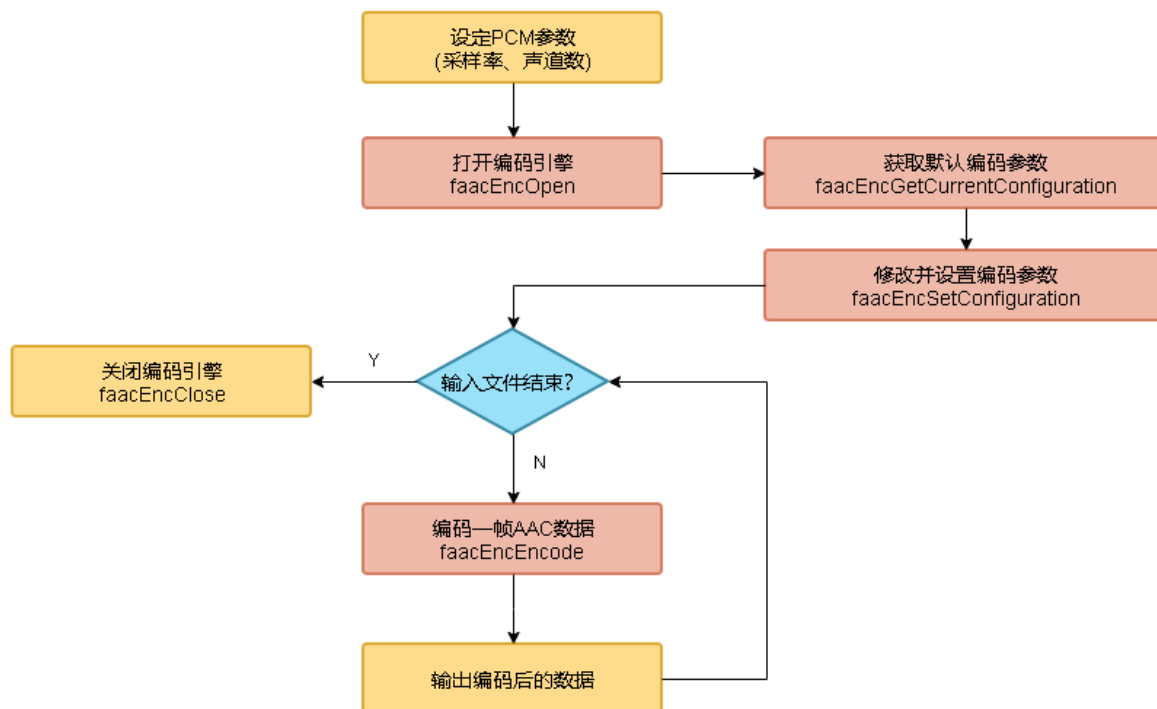 设定PCM参数
(采样率、声道数)
打开编码引擎
faacEncOpen
获取默认编码参数
faacEncGetCurrentConfiguration
修改并设置编码参数
faacEncSetConfiguration
输入文件结束?
Y
关闭编码引擎
faacEncClose
N
编码一帧AAC数据
faacEncEncode
输出编码后的数据